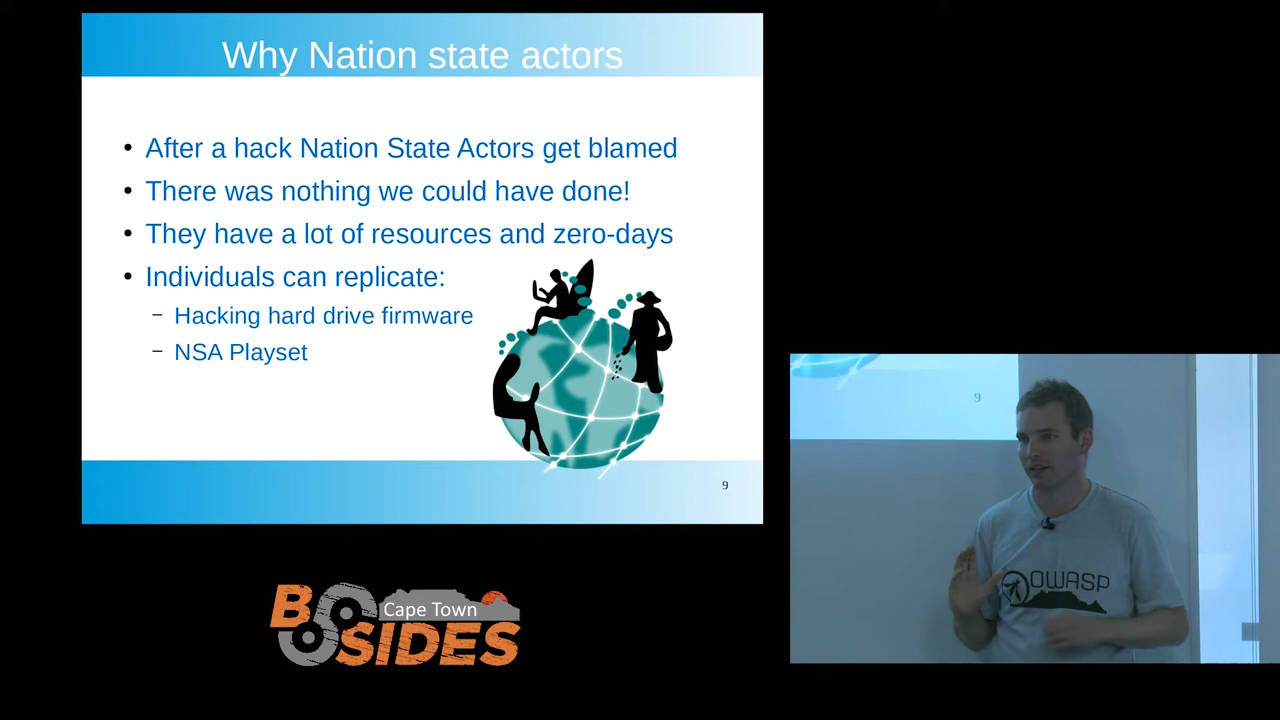 Why Nation state actors
After a hack Nation State Actors get blamed
There was nothing we could have done!
They have a lot of resources and zero-days
Individuals can replicate:
Hacking hard drive firmware
NSA Playset
9
9
OWASP
B
Cape Town
SIDES